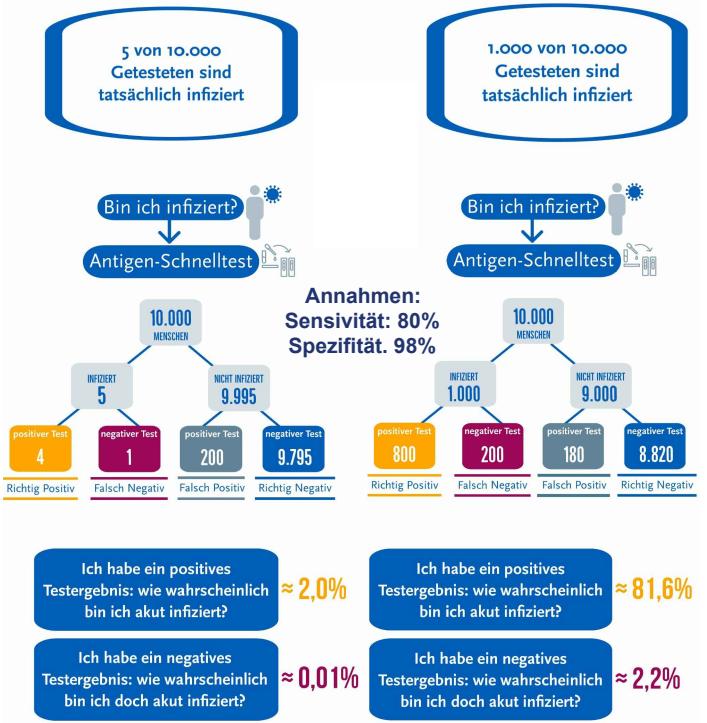 5 von 10.000
Getesteten sind
tatsächlich infiziert
Bin ich infiziert?
Antigen-Schnelltest
10.000
MENSCHEN
INFIZIERT
5
NICHT INFIZIERT
9.995
positiver Test
4
Richtig Positiv
negativer Test
1
Falsch Negativ
positiver Test
200
Falsch Positiv
negativer Test
9.795
Richtig Negativ
Annahmen:
Sensivität: 80%
Spezifität. 98%
1.000 von 10.000
Getesteten sind
tatsächlich infiziert
Bin ich infiziert?
Antigen-Schnelltest
10.000
MENSCHEN
INFIZIERT
1.000
NICHT INFIZIERT
9.000
positiver Test
800
Richtig Positiv
negativer Test
200
Falsch Negativ
positiver Test
180
Falsch Positiv
negativer Test
8.820
Richtig Negativ
Ich habe ein positives
Testergebnis: wie wahrscheinlich
bin ich akut infiziert?
≈ 2,0%
Ich habe ein positives
Testergebnis: wie wahrscheinlich
bin ich akut infiziert?
≈ 81,6%
Ich habe ein negatives
Testergebnis: wie wahrscheinlich
bin ich doch akut infiziert?
≈ 0,01%
Ich habe ein negatives
Testergebnis: wie wahrscheinlich
bin ich doch akut infiziert?
≈ 2,2%